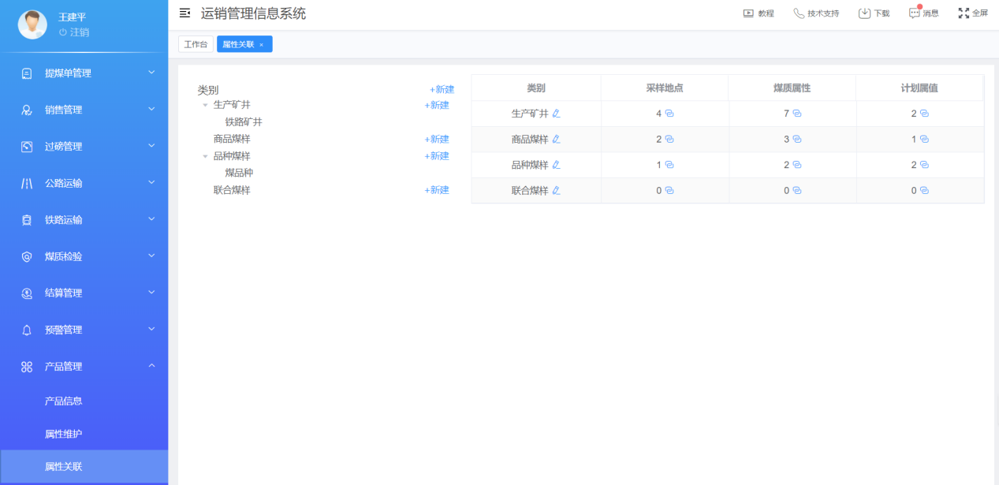 王建平
注销
提煤单管理
销售管理
过磅管理
公路运输
铁路运输
煤质检验
结算管理
预警管理
产品管理
产品信息
属性维护
属性关联
运销管理信息系统
教程 技术支持 下载 消息 全屏
工作台 属性关联 ×
类别 +新建
生产矿井 +新建
铁路矿井
商品煤样 +新建
品种煤样 +新建
煤品种
联合煤样 +新建
类别 采样地点 煤质属性 计划属值
生产矿井 4 7 2
商品煤样 2 3 1
品种煤样 1 2 2
联合煤样 0 0 0